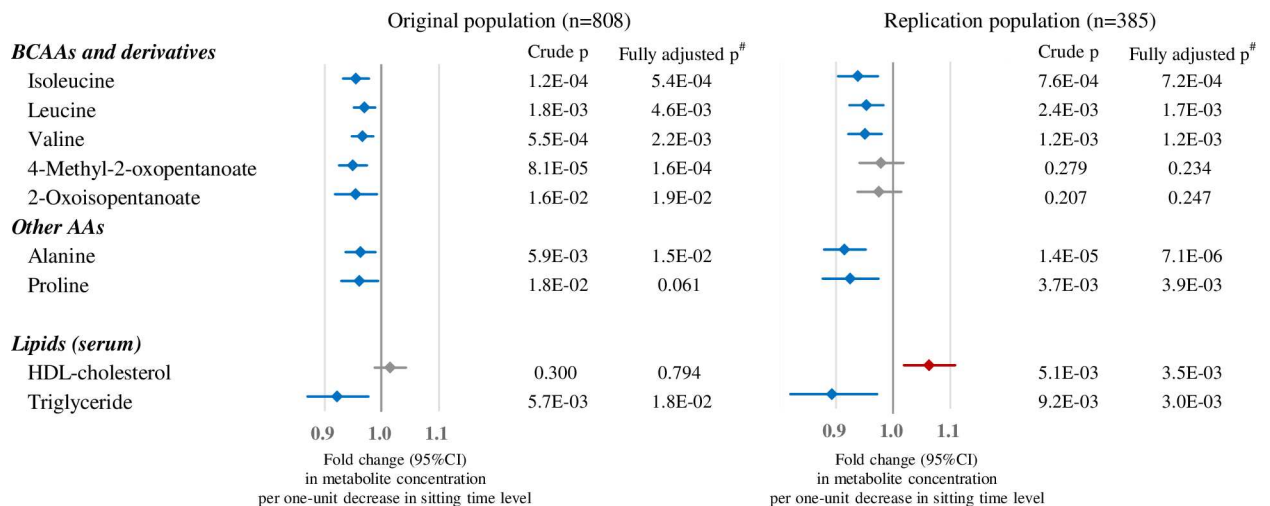 Original population (n=808) Replication population (n=385)
BCAAs and derivatives Crude p Fully adjusted p# Crude p Fully adjusted p#
Isoleucine 1.2E-04 5.4E-04 7.6E-04 7.2E-04
Leucine 1.8E-03 4.6E-03 2.4E-03 1.7E-03
Valine 5.5E-04 2.2E-03 1.2E-03 1.2E-03
4-Methyl-2-oxopentanoate 8.1E-05 1.6E-04 0.279 0.234
2-Oxoisopentanoate 1.6E-02 1.9E-02 0.207 0.247
Other AAs
Alanine 5.9E-03 1.5E-02 1.4E-05 7.1E-06
Proline 1.8E-02 0.061 3.7E-03 3.9E-03
Lipids (serum)
HDL-cholesterol 0.300 0.794 5.1E-03 3.5E-03
Triglyceride 5.7E-03 1.8E-02 9.2E-03 3.0E-03
0.9 1.0 1.1 0.9 1.0 1.1
Fold change (95%CI) Fold change (95%CI)
in metabolite concentration in metabolite concentration
per one-unit decrease in sitting time level per one-unit decrease in sitting time level